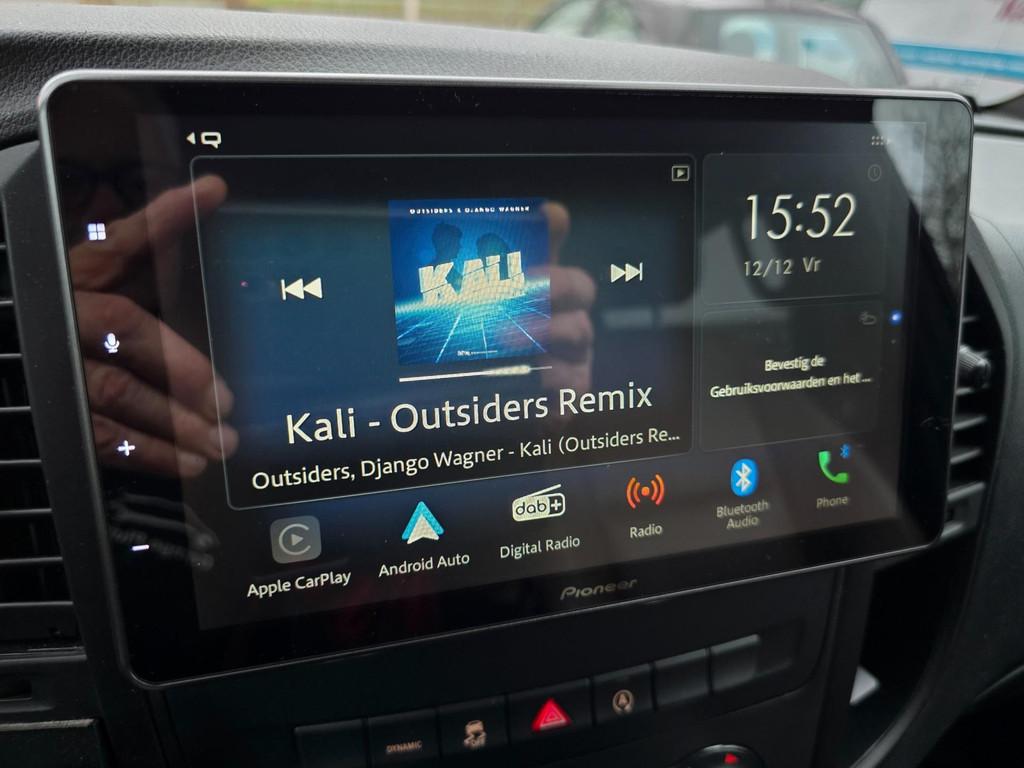 OUTSIDERS X DJANGO WAGNER
KALI
15:52
12/12 Vr
Bevestig de
Gebruiksvoorwaarden en het ...
Kali - Outsiders Remix
Outsiders, Django Wagner - Kali (Outsiders Re...
dab+
Apple CarPlay
Android Auto
Digital Radio
Radio
Bluetooth
Audio
Phone
Pioneer
DYNAMIC
OFF